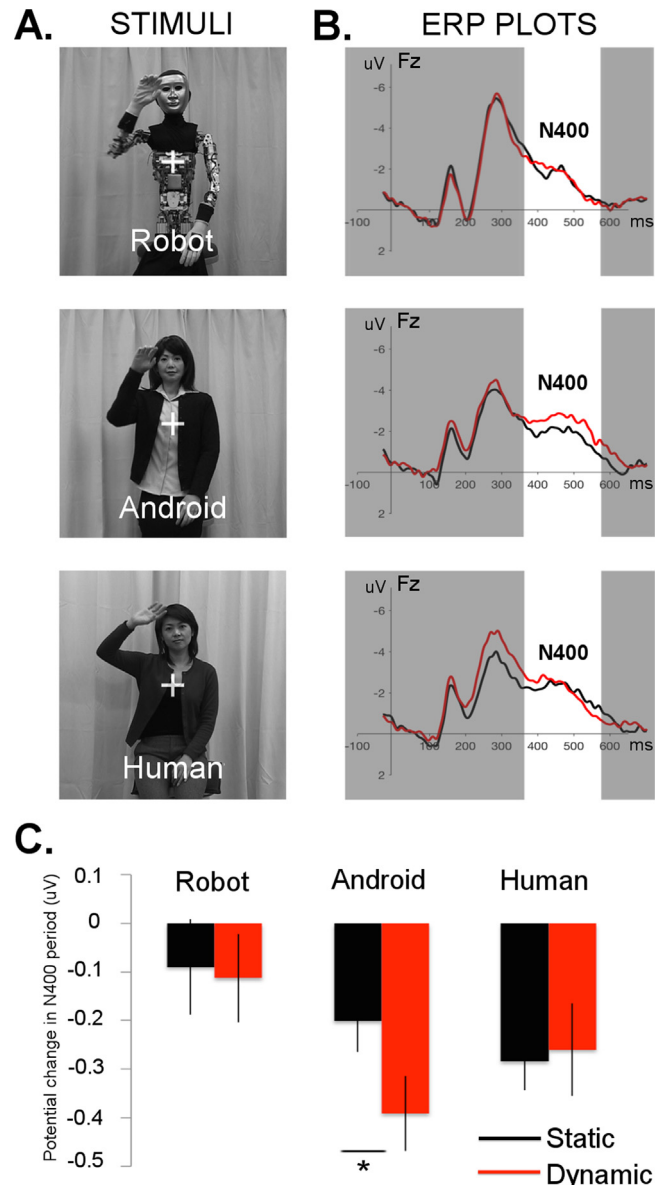 A. STIMULI
B. ERP PLOTS
Robot
uV Fz
-6
N400
-4
-2
-100 100 200 300 400 500 600 ms
2
Android
uV Fz
-6
N400
-4
-2
-100 100 200 300 400 500 600 ms
2
Human
uV Fz
-6
N400
-4
-2
-100 100 200 300 400 500 600 ms
2
C.
Potential change in N400 period (uV)
0.1
0
-0.1
-0.2
-0.3
-0.4
-0.5
Robot Android Human
*
Static
Dynamic